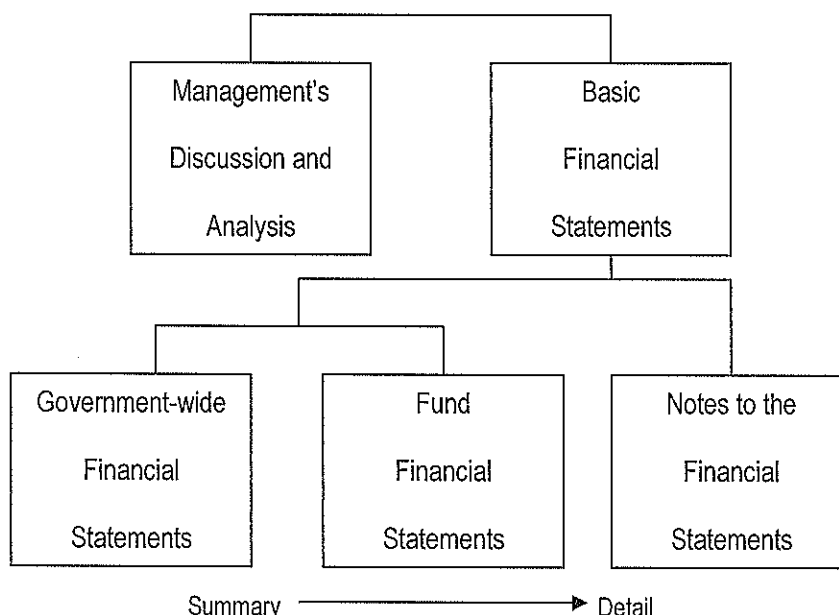 Management's
Discussion and
Analysis
Basic
Financial
Statements
Government-wide
Financial
Statements
Fund
Financial
Statements
Notes to the
Financial
Statements
Summary
Detail